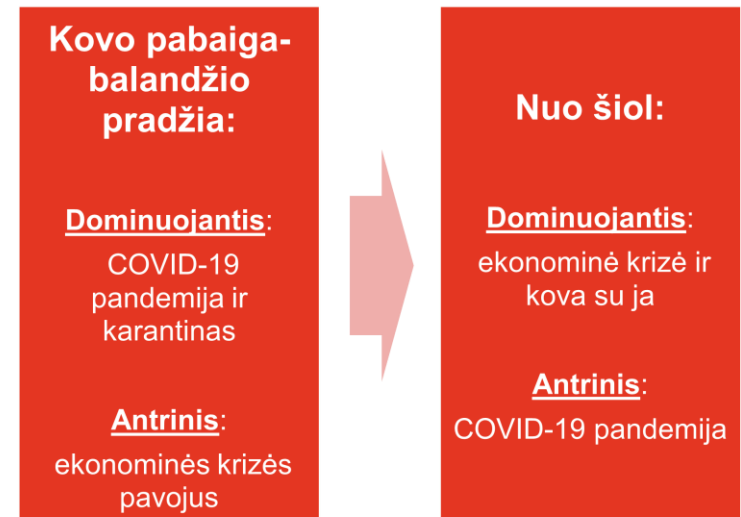 Kovo pabaiga-
balandžio
pradžia:
Dominuojantis:
COVID-19
pandemija ir
karantinas
Antrinis:
ekonominės krizės
pavojus
Nuo šiol:
Dominuojantis:
ekonominė krizė ir
kova su ja
Antrinis:
COVID-19 pandemija